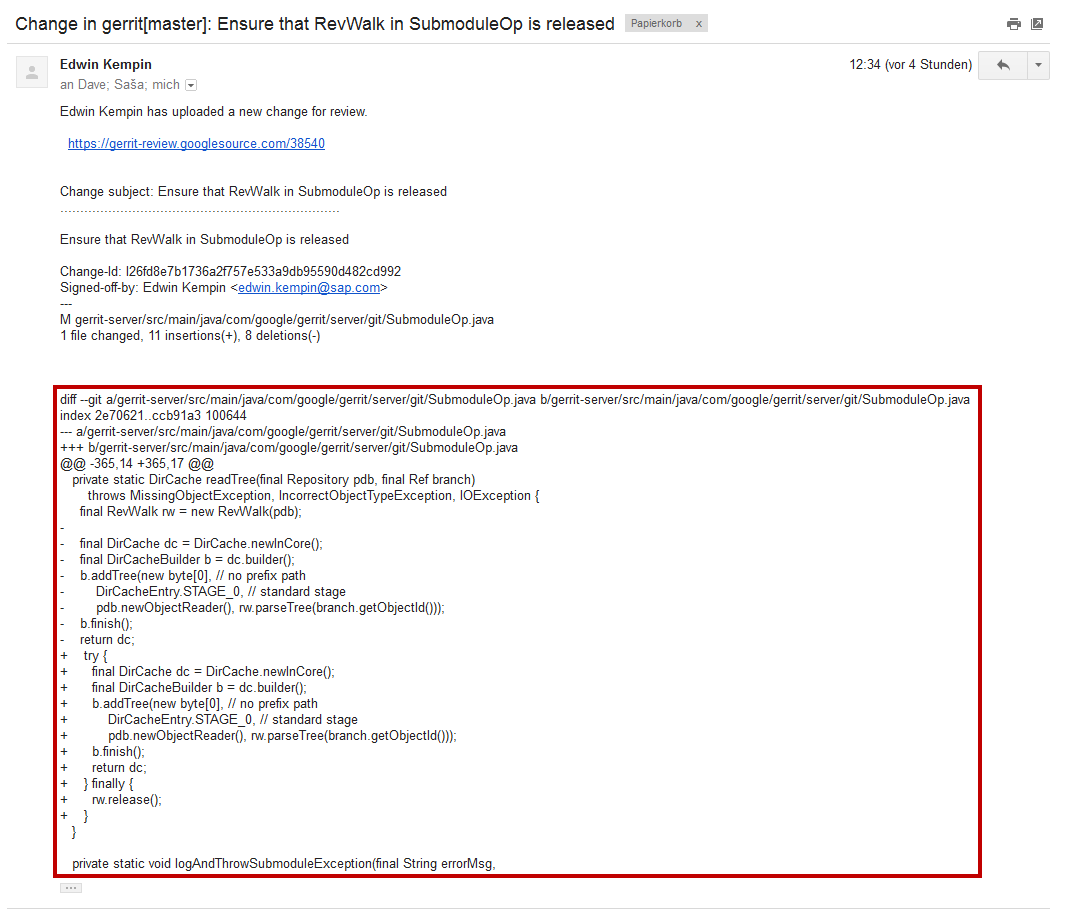 Change in gerrit[master]: Ensure that RevWalk in SubmoduleOp is released Papierkorb x
Edwin Kempin 12:34 (vor 4 Stunden)
an Dave; Saša; mich
Edwin Kempin has uploaded a new change for review.
https://gerrit-review.googlesource.com/38540
Change subject: Ensure that RevWalk in SubmoduleOp is released
......................................................................
Ensure that RevWalk in SubmoduleOp is released
Change-Id: I26fd8e7b1736a2f757e533a9db95590d482cd992
Signed-off-by: Edwin Kempin <edwin.kempin@sap.com>
---
M gerrit-server/src/main/java/com/google/gerrit/server/git/SubmoduleOp.java
1 file changed, 11 insertions(+), 8 deletions(-)
diff --git a/gerrit-server/src/main/java/com/google/gerrit/server/git/SubmoduleOp.java b/gerrit-server/src/main/java/com/google/gerrit/server/git/SubmoduleOp.java
index 2e70621..ccb91a3 100644
--- a/gerrit-server/src/main/java/com/google/gerrit/server/git/SubmoduleOp.java
+++ b/gerrit-server/src/main/java/com/google/gerrit/server/git/SubmoduleOp.java
@@ -365,14 +365,17 @@
private static DirCache readTree(final Repository pdb, final Ref branch)
throws MissingObjectException, IncorrectObjectTypeException, IOException {
final RevWalk rw = new RevWalk(pdb);
-
- final DirCache dc = DirCache.newInCore();
- final DirCacheBuilder b = dc.builder();
- b.addTree(new byte[0], // no prefix path
- DirCacheEntry.STAGE_0, // standard stage
- pdb.newObjectReader(), rw.parseTree(branch.getObjectId()));
- b.finish();
- return dc;
+ try {
+ final DirCache dc = DirCache.newInCore();
+ final DirCacheBuilder b = dc.builder();
+ b.addTree(new byte[0], // no prefix path
+ DirCacheEntry.STAGE_0, // standard stage
+ pdb.newObjectReader(), rw.parseTree(branch.getObjectId()));
+ b.finish();
+ return dc;
+ } finally {
+ rw.release();
+ }
}
private static void logAndThrowSubmoduleException(final String errorMsg,
...